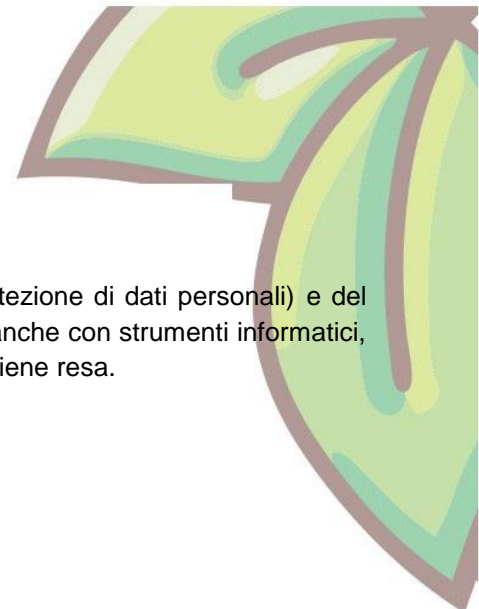 tezione di dati personali) e del
anche con strumenti informatici,
iene resa.